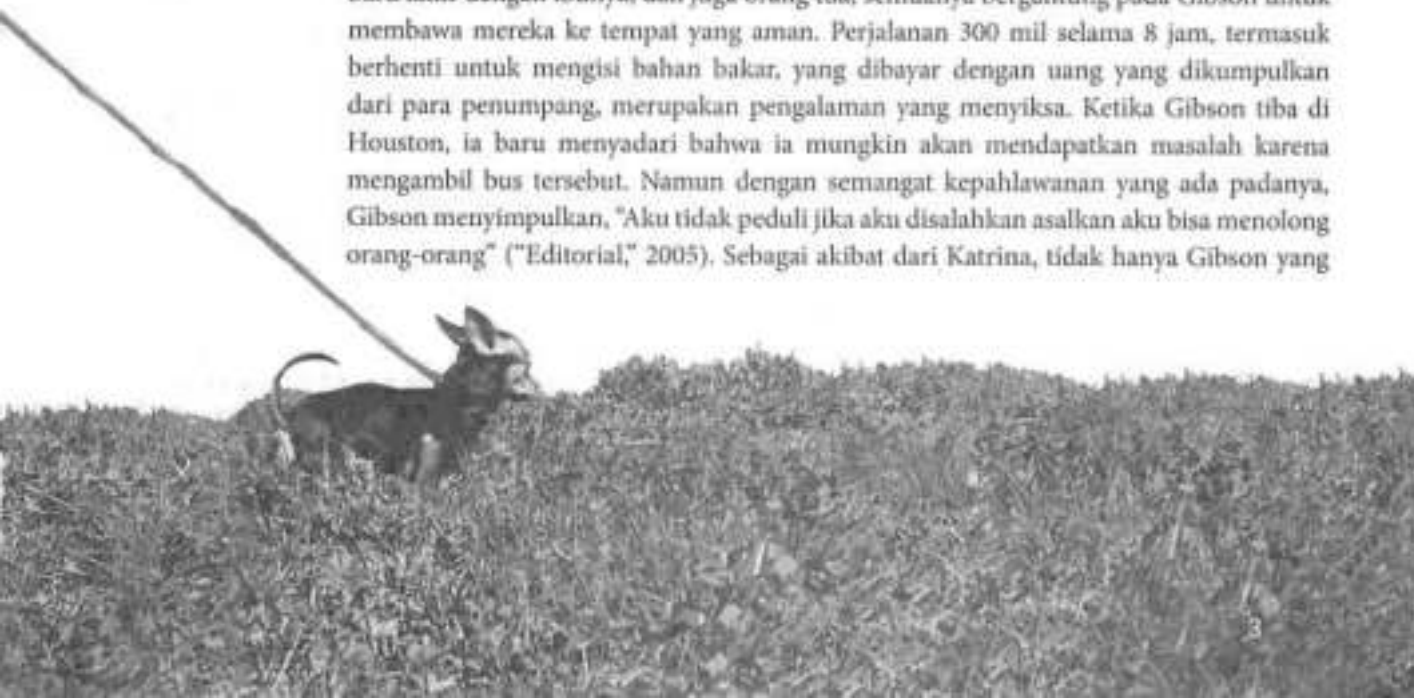 membawa mereka ke tempat yang aman. Perjalanan 300 mil selama 8 jam, termasuk
berhenti untuk mengisi bahan bakar, yang dibayar dengan uang yang dikumpulkan
dari para penumpang, merupakan pengalaman yang menyiksa. Ketika Gibson tiba di
Houston, ia baru menyadari bahwa ia mungkin akan mendapatkan masalah karena
mengambil bus tersebut. Namun dengan semangat kepahlawanan yang ada padanya,
Gibson menyimpulkan, "Aku tidak peduli jika aku disalahkan asalkan aku bisa menolong
orang-orang" ("Editorial," 2005). Sebagai akibat dari Katrina, tidak hanya Gibson yang
3